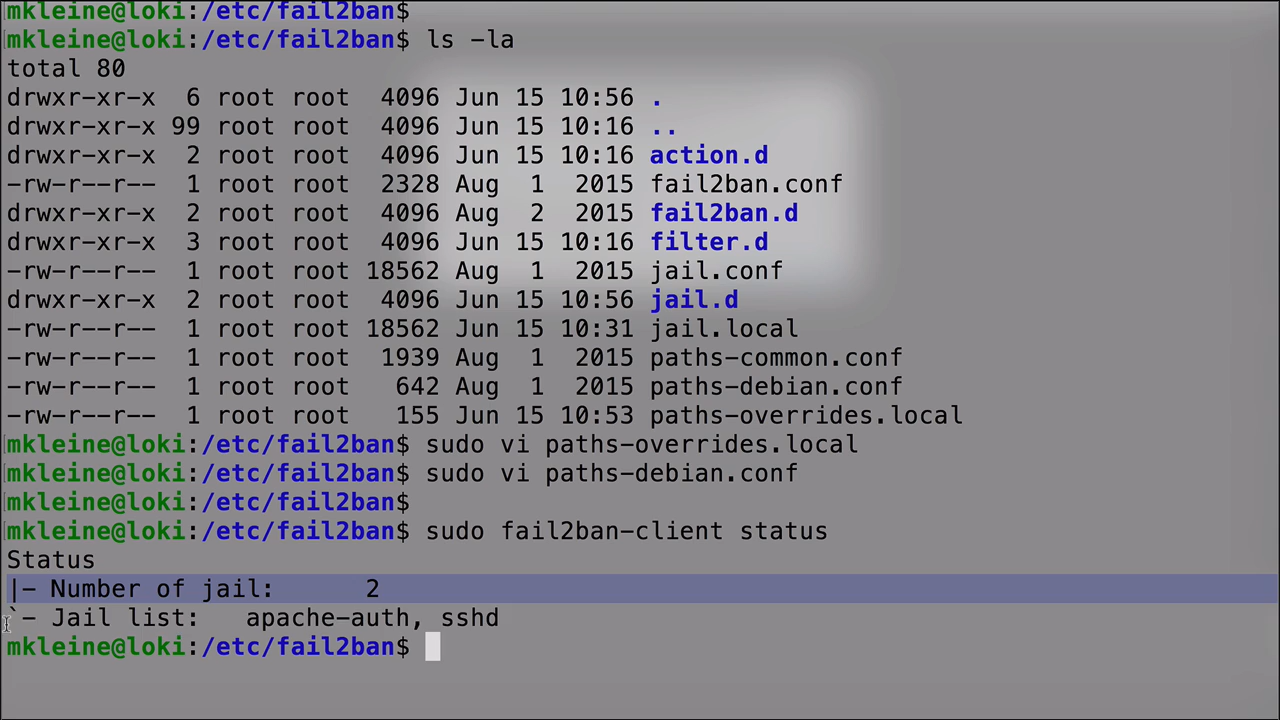 mkleine@loki:/etc/fail2ban$
mkleine@loki:/etc/fail2ban$ ls -la
total 80
drwxr-xr-x  6 root root  4096 Jun 15 10:56 .
drwxr-xr-x 99 root root  4096 Jun 15 10:16 ..
drwxr-xr-x  2 root root  4096 Jun 15 10:16 action.d
-rw-r--r--  1 root root  2328 Aug  1  2015 fail2ban.conf
drwxr-xr-x  2 root root  4096 Aug  2  2015 fail2ban.d
drwxr-xr-x  3 root root  4096 Jun 15 10:16 filter.d
-rw-r--r--  1 root root 18562 Aug  1  2015 jail.conf
drwxr-xr-x  2 root root  4096 Jun 15 10:56 jail.d
-rw-r--r--  1 root root 18562 Jun 15 10:31 jail.local
-rw-r--r--  1 root root  1939 Aug  1  2015 paths-common.conf
-rw-r--r--  1 root root   642 Aug  1  2015 paths-debian.conf
-rw-r--r--  1 root root   155 Jun 15 10:53 paths-overrides.local
mkleine@loki:/etc/fail2ban$ sudo vi paths-overrides.local
mkleine@loki:/etc/fail2ban$ sudo vi paths-debian.conf
mkleine@loki:/etc/fail2ban$
mkleine@loki:/etc/fail2ban$ sudo fail2ban-client status
Status
|- Number of jail:      2
`- Jail list:   apache-auth, sshd
mkleine@loki:/etc/fail2ban$